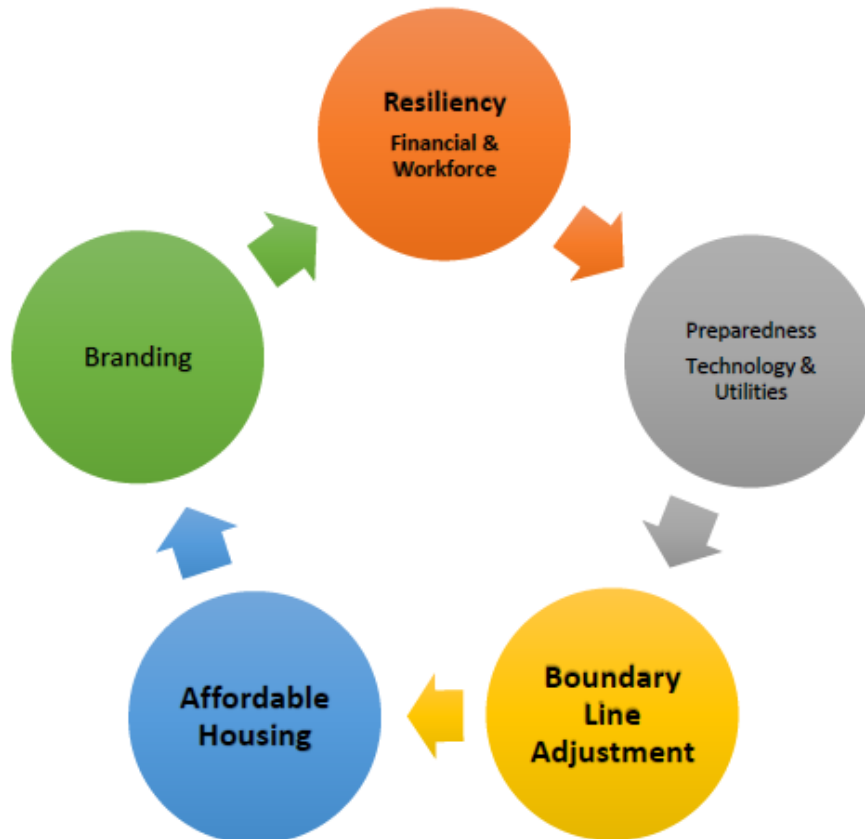 Resiliency
Financial &
Workforce
Preparedness
Technology &
Utilities
Boundary
Line
Adjustment
Affordable
Housing
Branding